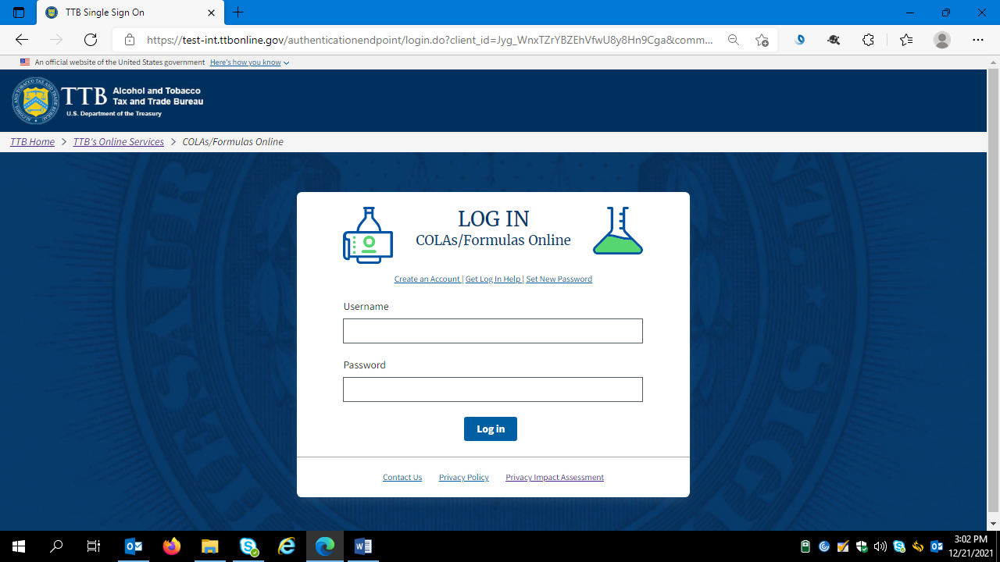 TTB Single Sign On
https://test-int.ttbonline.gov/authenticationendpoint/login.do?client_id=Jyg_WnxTZrYBZEhVfwU8y8Hn9Cga&comm...
An official website of the United States government Here's how you know
TTB Alcohol and Tobacco
Tax and Trade Bureau
U.S. Department of the Treasury
TTB Home > TTB's Online Services > COLAs/Formulas Online
LOG IN
COLAs/Formulas Online
Create an Account | Get Log In Help | Set New Password
Username
Password
Log in
Contact Us Privacy Policy Privacy Impact Assessment
3:02 PM
12/21/2021